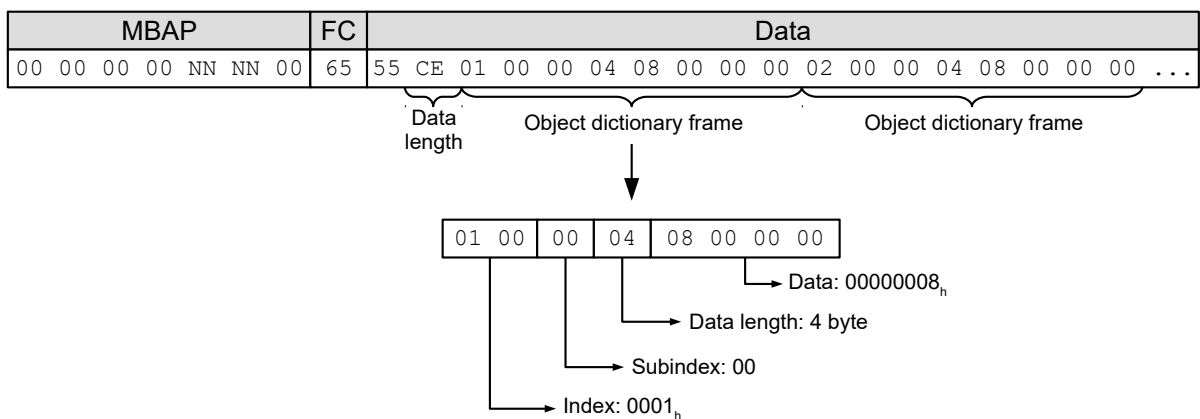 MBAP FC Data
00 00 00 00 NN NN 00 65 55 CE 01 00 00 04 08 00 00 00 02 00 00 04 08 00 00 00 ...
Data
length
Object dictionary frame
Object dictionary frame
01 00 00 04 08 00 00 00
Data: 00000008h
Data length: 4 byte
Subindex: 00
Index: 0001h